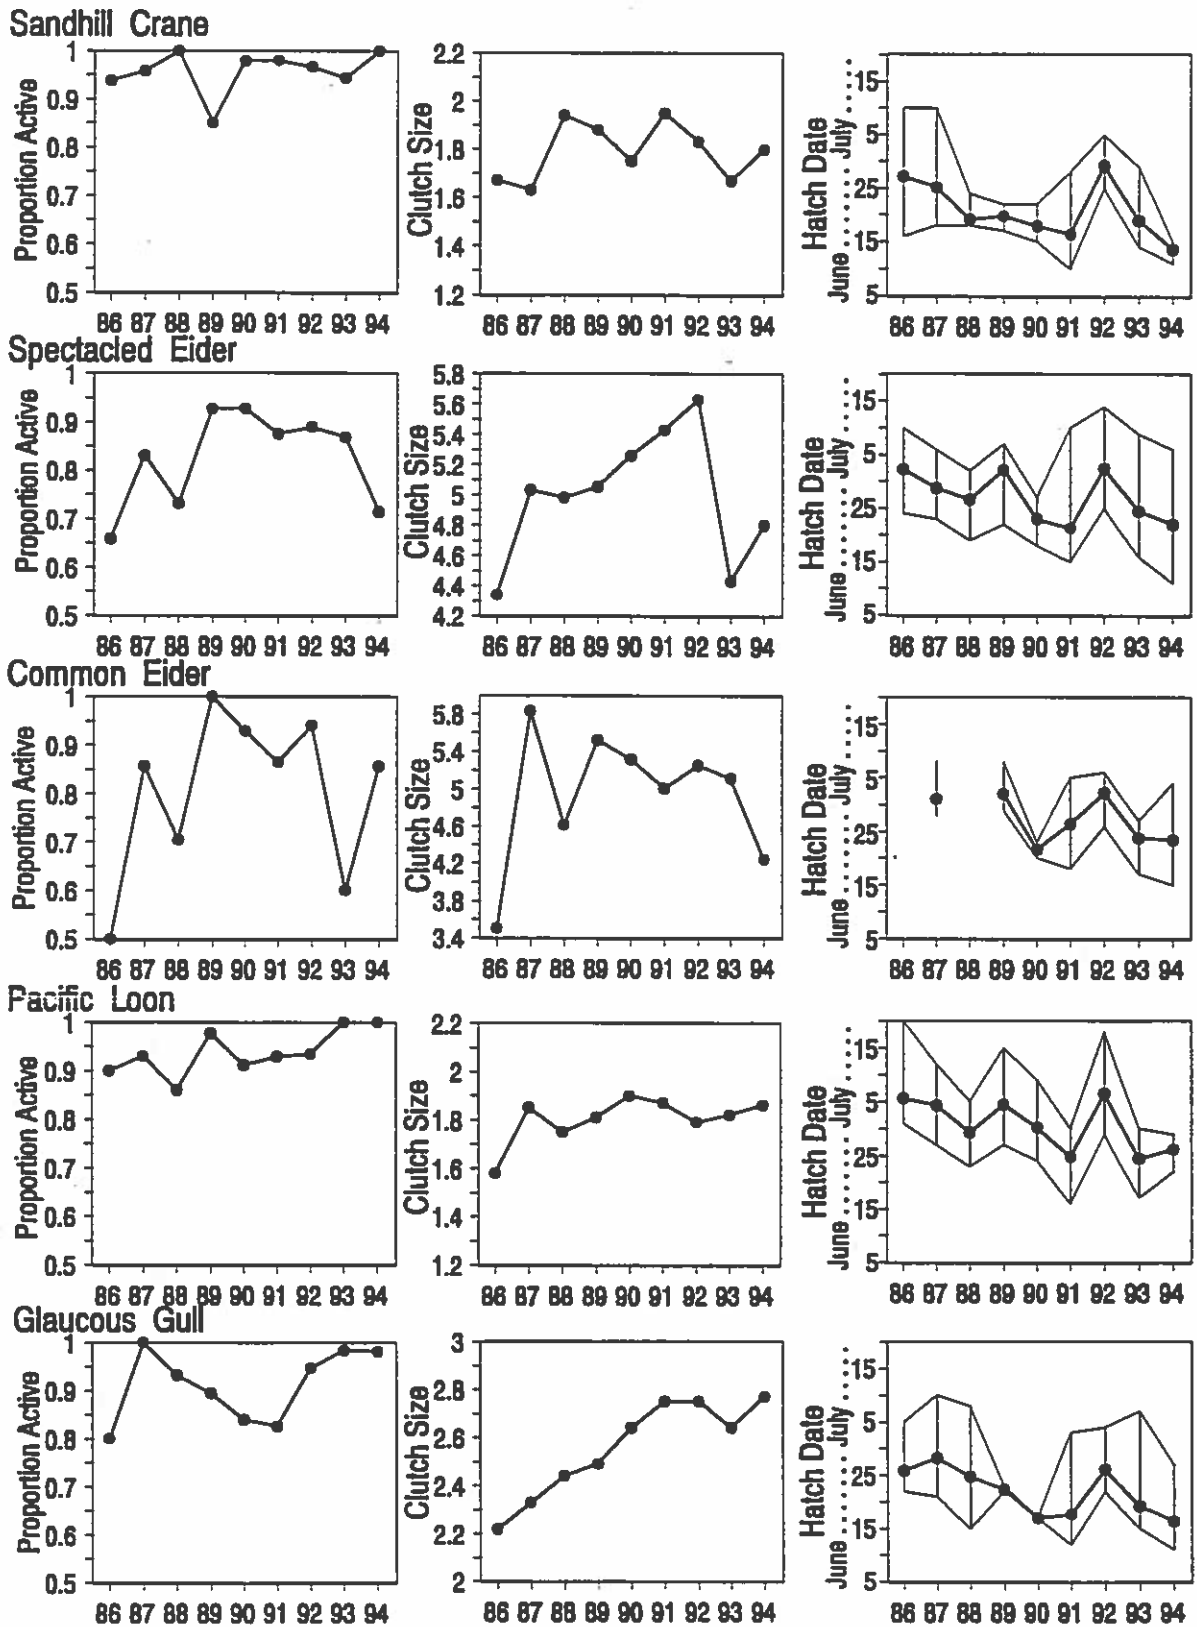 Sandhill Crane
Proportion Active
1
0.9
0.8
0.7
0.6
0.5
86 87 88 89 90 91 92 93 94
Clutch Size
2.2
2
1.8
1.6
1.4
1.2
86 87 88 89 90 91 92 93 94
Hatch Date
June ........... July .....
15
5
25
15
5
86 87 88 89 90 91 92 93 94
Spectacled Eider
Proportion Active
1
0.9
0.8
0.7
0.6
0.5
86 87 88 89 90 91 92 93 94
Clutch Size
5.8
5.6
5.4
5.2
5
4.8
4.6
4.4
4.2
86 87 88 89 90 91 92 93 94
Hatch Date
June ........... July .....
15
5
25
15
5
86 87 88 89 90 91 92 93 94
Common Eider
Proportion Active
1
0.9
0.8
0.7
0.6
0.5
86 87 88 89 90 91 92 93 94
Clutch Size
5.8
5.4
5
4.6
4.2
3.8
3.4
86 87 88 89 90 91 92 93 94
Hatch Date
June ........... July .....
15
5
25
15
5
86 87 88 89 90 91 92 93 94
Pacific Loon
Proportion Active
1
0.9
0.8
0.7
0.6
0.5
86 87 88 89 90 91 92 93 94
Clutch Size
2.2
2
1.8
1.6
1.4
1.2
86 87 88 89 90 91 92 93 94
Hatch Date
June ........... July .....
15
5
25
15
5
86 87 88 89 90 91 92 93 94
Glaucous Gull
Proportion Active
1
0.9
0.8
0.7
0.6
0.5
86 87 88 89 90 91 92 93 94
Clutch Size
3
2.8
2.6
2.4
2.2
2
86 87 88 89 90 91 92 93 94
Hatch Date
June ........... July .....
15
5
25
15
5
86 87 88 89 90 91 92 93 94